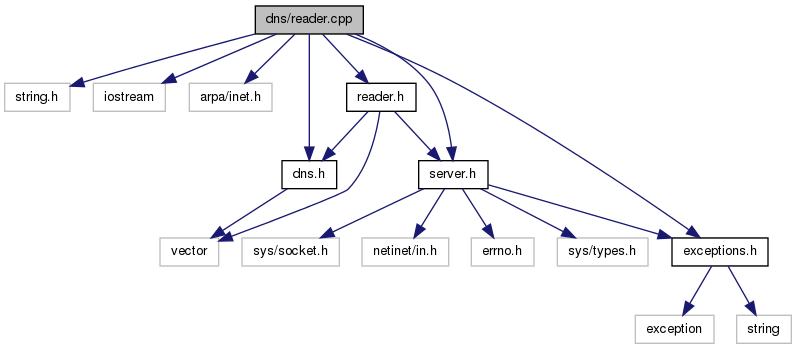 dns/reader.cpp
string.h
iostream
arpa/inet.h
reader.h
dns.h
server.h
vector
sys/socket.h
netinet/in.h
errno.h
sys/types.h
exceptions.h
exception
string